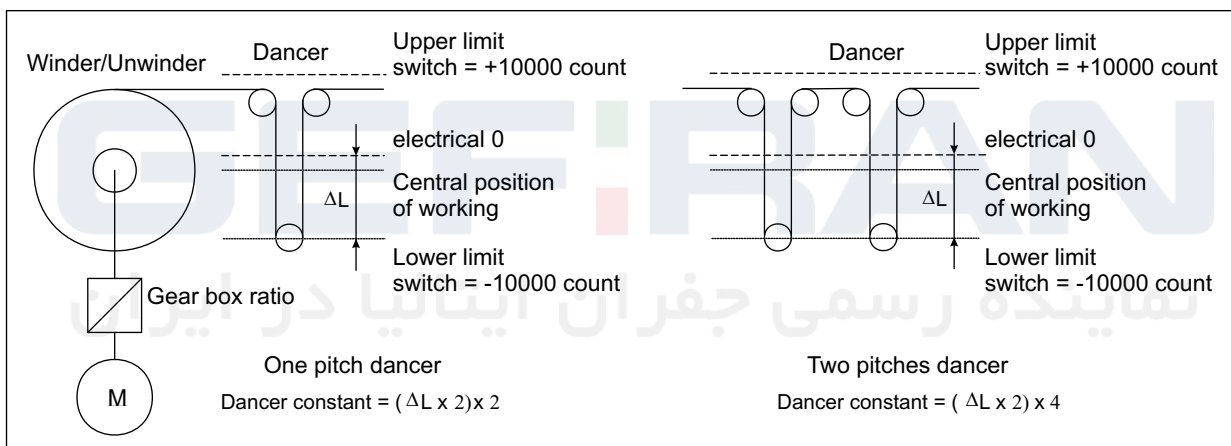 Winder/Unwinder
Dancer
Upper limit
switch = +10000 count
electrical 0
ΔL
Central position
of working
Lower limit
switch = -10000 count
Gear box ratio
M
One pitch dancer
Dancer constant = ( ΔL x 2) x 2
Dancer
Upper limit
switch = +10000 count
electrical 0
ΔL
Central position
of working
Lower limit
switch = -10000 count
Two pitches dancer
Dancer constant = ( ΔL x 2) x 4
GEFRAN
نماینده رسمی جفران ایتالیا در ایران